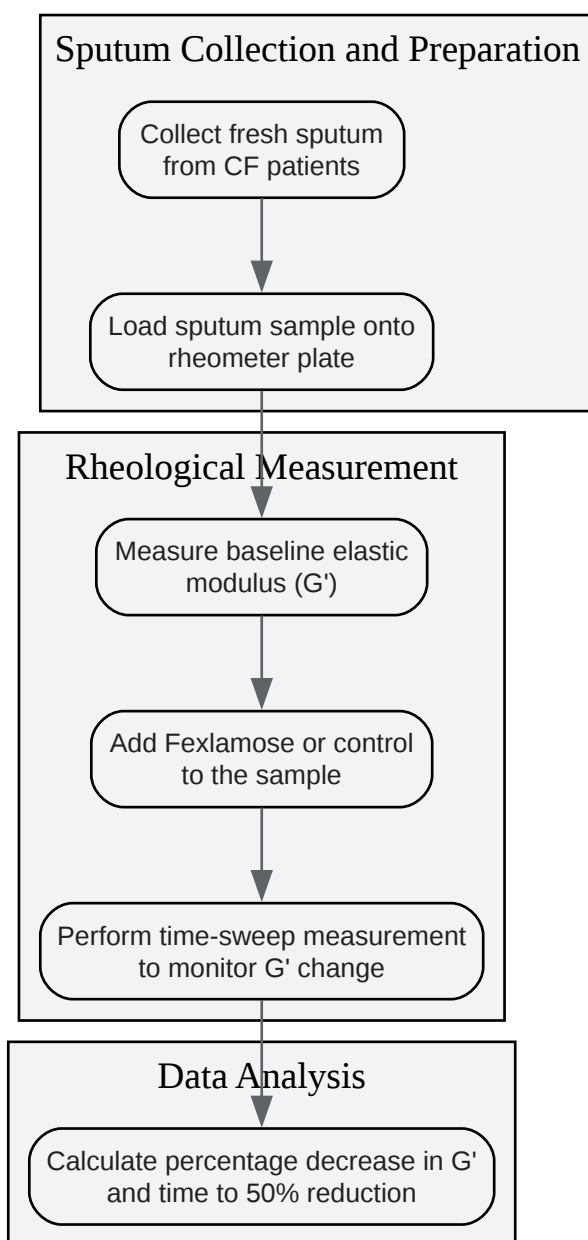 Sputum Collection and Preparation
Collect fresh sputum
from CF patients
Load sputum sample onto
rheometer plate
Rheological Measurement
Measure baseline elastic
modulus (G')
Add Fexlamose or control
to the sample
Perform time-sweep measurement
to monitor G' change
Data Analysis
Calculate percentage decrease in G'
and time to 50% reduction